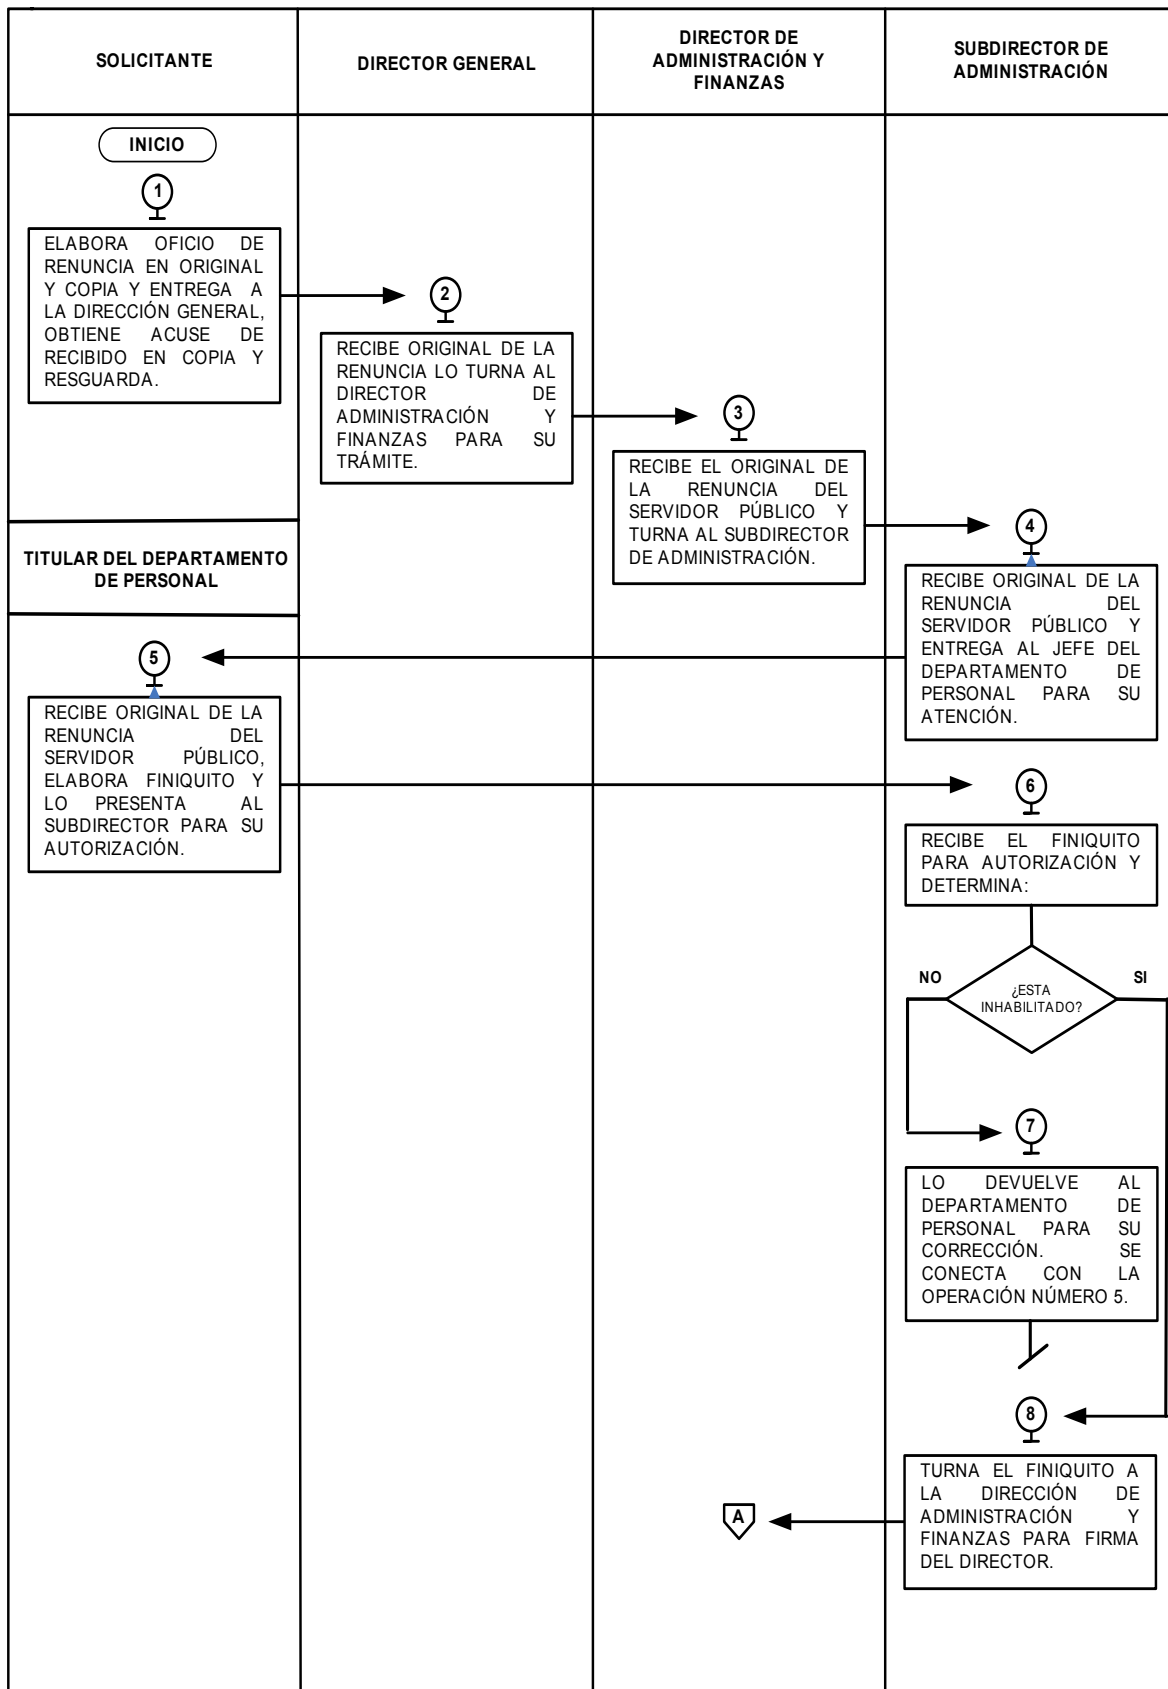 SOLICITANTE
DIRECTOR GENERAL
DIRECTOR DE
ADMINISTRACIÓN Y
FINANZAS
SUBDIRECTOR DE
ADMINISTRACIÓN
INICIO
1
ELABORA OFICIO DE
RENUNCIA EN ORIGINAL
Y COPIA Y ENTREGA A
LA DIRECCIÓN GENERAL,
OBTIENE ACUSE DE
RECIBIDO EN COPIA Y
RESGUARDA.
2
RECIBE ORIGINAL DE LA
RENUNCIA LO TURNA AL
DIRECTOR DE
ADMINISTRACIÓN Y
FINANZAS PARA SU
TRÁMITE.
3
RECIBE EL ORIGINAL DE
LA RENUNCIA DEL
SERVIDOR PÚBLICO Y
TURNA AL SUBDIRECTOR
DE ADMINISTRACIÓN.
4
RECIBE ORIGINAL DE LA
RENUNCIA DEL
SERVIDOR PÚBLICO Y
ENTREGA AL JEFE DEL
DEPARTAMENTO DE
PERSONAL PARA SU
ATENCIÓN.
TITULAR DEL DEPARTAMENTO
DE PERSONAL
5
RECIBE ORIGINAL DE LA
RENUNCIA DEL
SERVIDOR PÚBLICO,
ELABORA FINIQUITO Y
LO PRESENTA AL
SUBDIRECTOR PARA SU
AUTORIZACIÓN.
6
RECIBE EL FINIQUITO
PARA AUTORIZACIÓN Y
DETERMINA:
NO
¿ESTA
INHABILITADO?
SI
7
LO DEVUELVE AL
DEPARTAMENTO DE
PERSONAL PARA SU
CORRECCIÓN. SE
CONECTA CON LA
OPERACIÓN NÚMERO 5.
8
TURNA EL FINIQUITO A
LA DIRECCIÓN DE
ADMINISTRACIÓN Y
FINANZAS PARA FIRMA
DEL DIRECTOR.
A